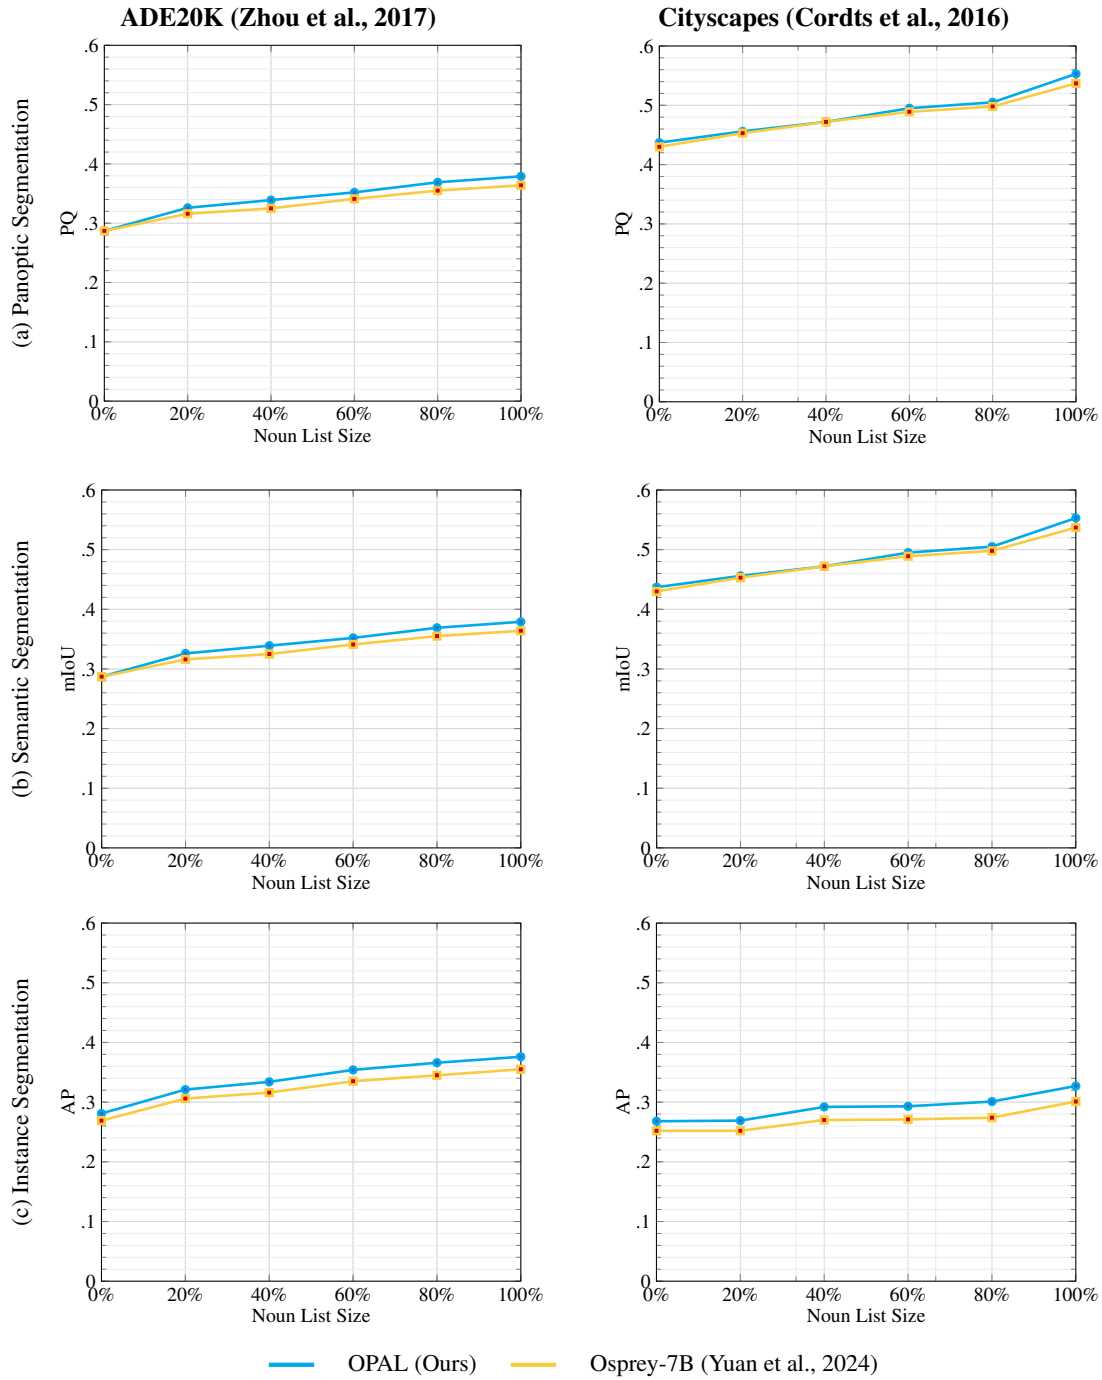 ADE20K (Zhou et al., 2017)
Cityscapes (Cordts et al., 2016)
(a) Panoptic Segmentation
PQ
.6
.5
.4
.3
.2
.1
0
0% 20% 40% 60% 80% 100%
Noun List Size
PQ
.6
.5
.4
.3
.2
.1
0
0% 20% 40% 60% 80% 100%
Noun List Size
(b) Semantic Segmentation
mIoU
.6
.5
.4
.3
.2
.1
0
0% 20% 40% 60% 80% 100%
Noun List Size
mIoU
.6
.5
.4
.3
.2
.1
0
0% 20% 40% 60% 80% 100%
Noun List Size
(c) Instance Segmentation
AP
.6
.5
.4
.3
.2
.1
0
0% 20% 40% 60% 80% 100%
Noun List Size
AP
.6
.5
.4
.3
.2
.1
0
0% 20% 40% 60% 80% 100%
Noun List Size
OPAL (Ours) Osprey-7B (Yuan et al., 2024)